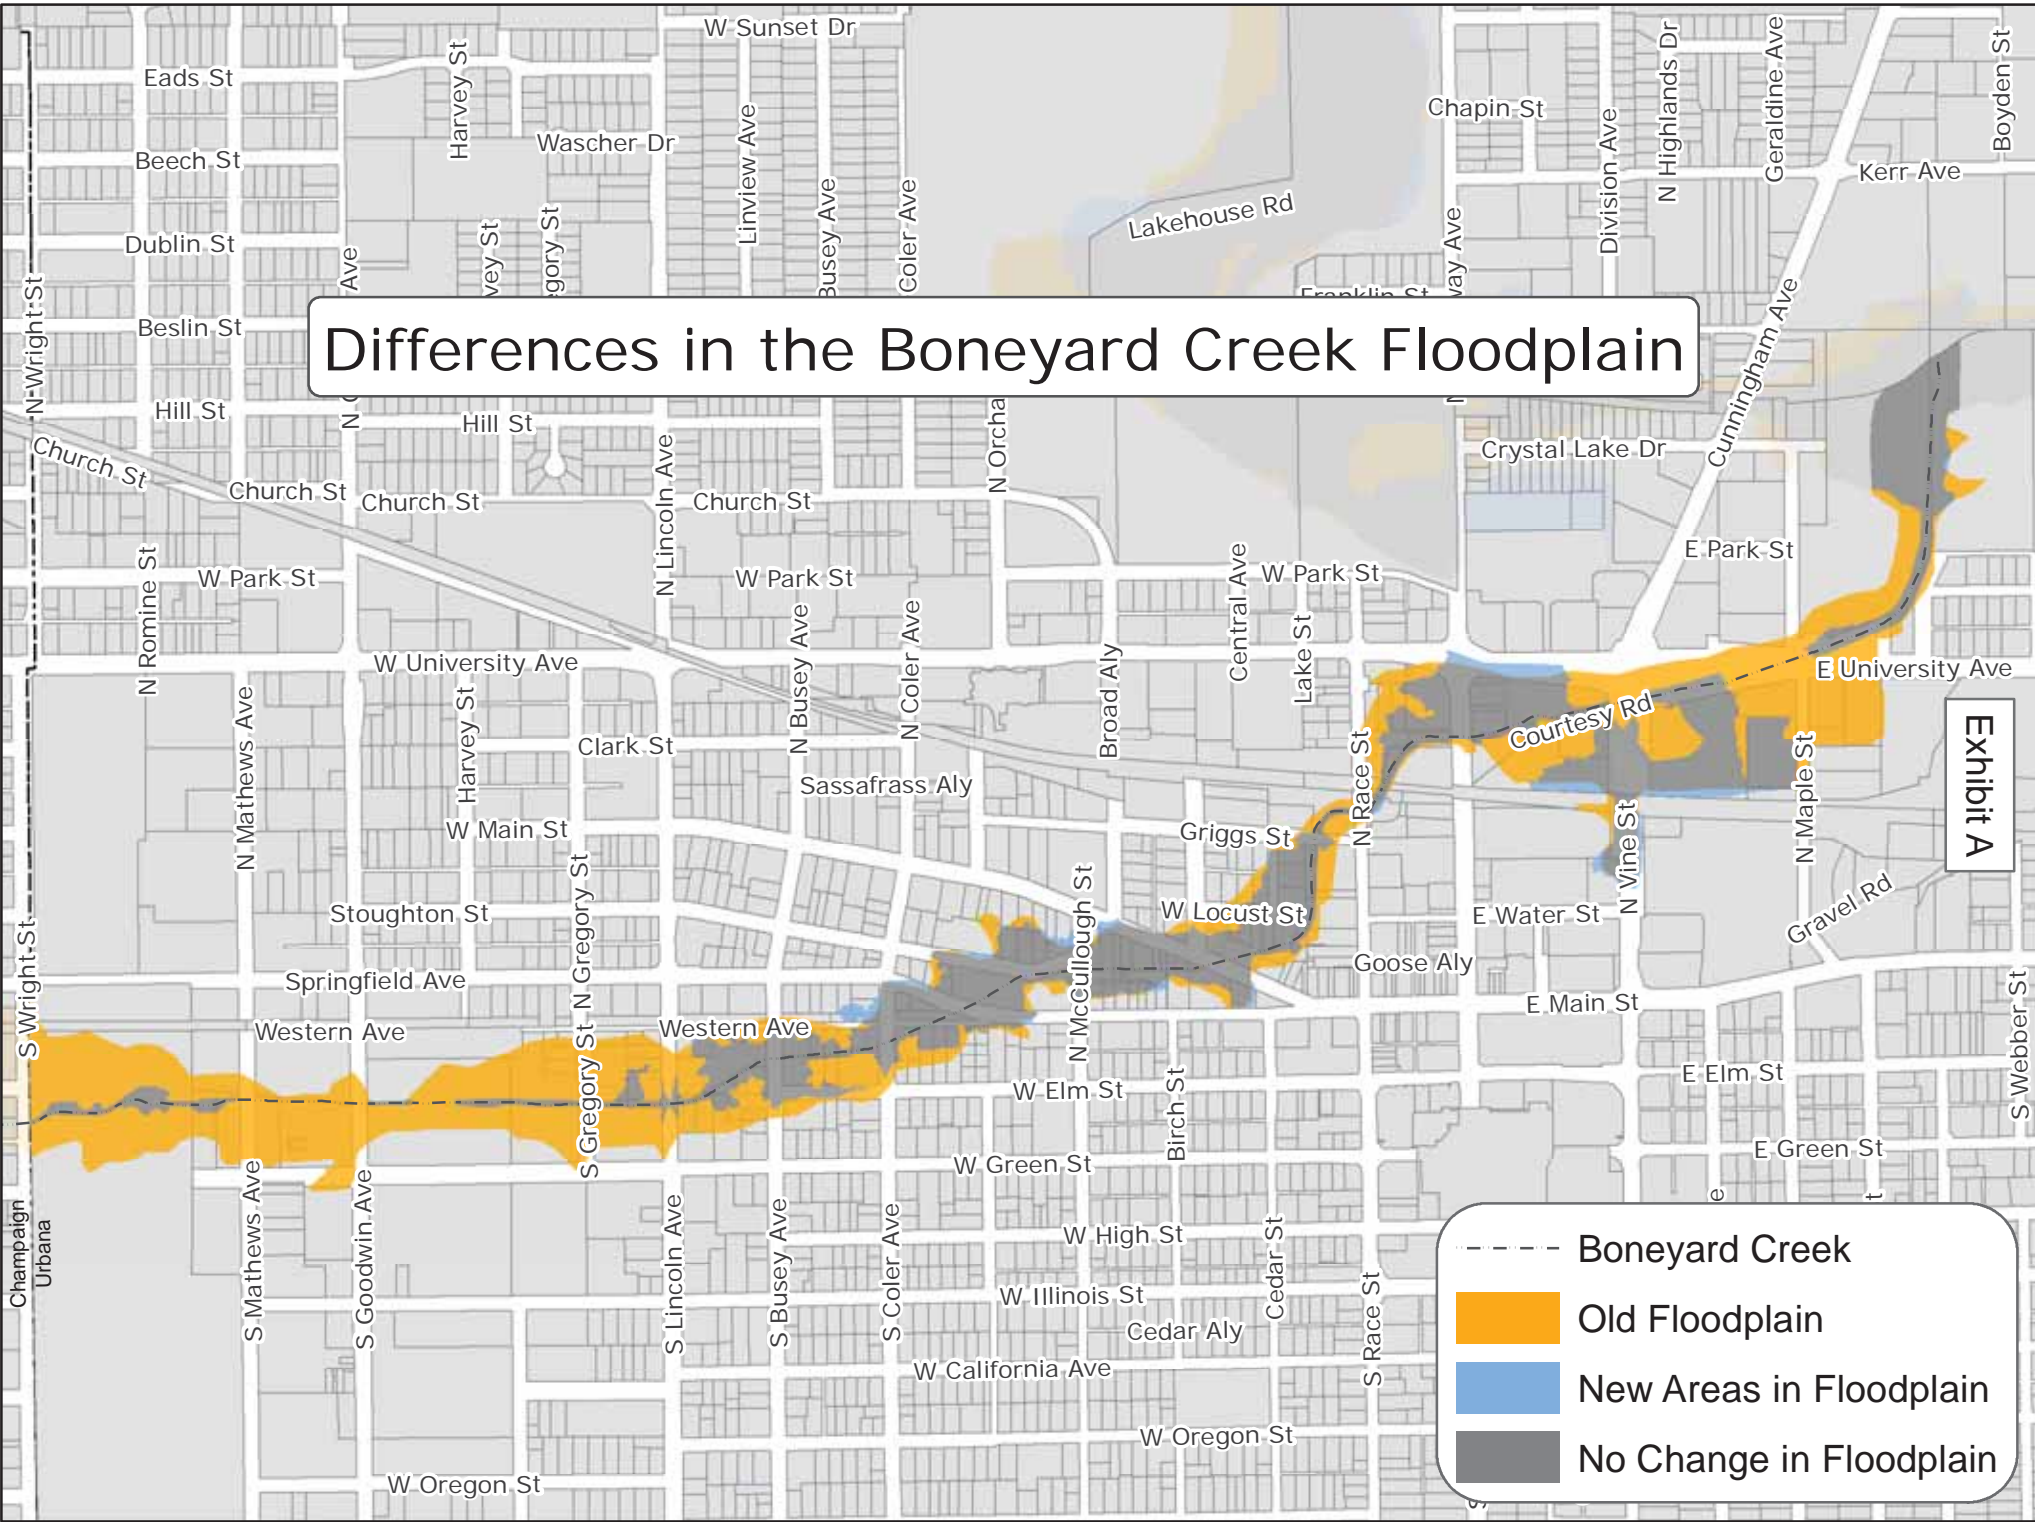 W Sunset Dr
Eads St
Harvey St
Beech St
Wascher Dr
Linview Ave
Busey Ave
Coler Ave
Dublin St
Beslin St
N Wright St
Hill St
Hill St
Church St
Church St
Church St
Church St
Lakehouse Rd
Chapin St
Division Ave
N Highlands Dr
Geraldine Ave
Boyden St
Kerr Ave
Cunningham Ave
Crystal Lake Dr
Differences in the Boneyard Creek Floodplain
N Lincoln Ave
N Romine St
W Park St
W Park St
W Park St
E Park St
Central Ave
Lake St
Broad Aly
W University Ave
E University Ave
N Mathews Ave
Harvey St
N Busey Ave
N Coler Ave
Clark St
Sassafrass Aly
W Main St
Griggs St
N Race St
Courtesy Rd
N Maple St
N Vine St
Exhibit A
Gravel Rd
Stoughton St
N Gregory St
W Locust St
E Water St
Goose Aly
Springfield Ave
Western Ave
Western Ave
N McCullough St
E Main St
S Wright St
S Gregory St
W Elm St
Birch St
E Elm St
S Webber St
W Green St
E Green St
S Mathews Ave
S Goodwin Ave
S Lincoln Ave
S Busey Ave
S Coler Ave
W High St
Cedar St
W Illinois St
Cedar Aly
S Race St
W California Ave
W Oregon St
W Oregon St
Champaign
Urbana
Boneyard Creek
Old Floodplain
New Areas in Floodplain
No Change in Floodplain